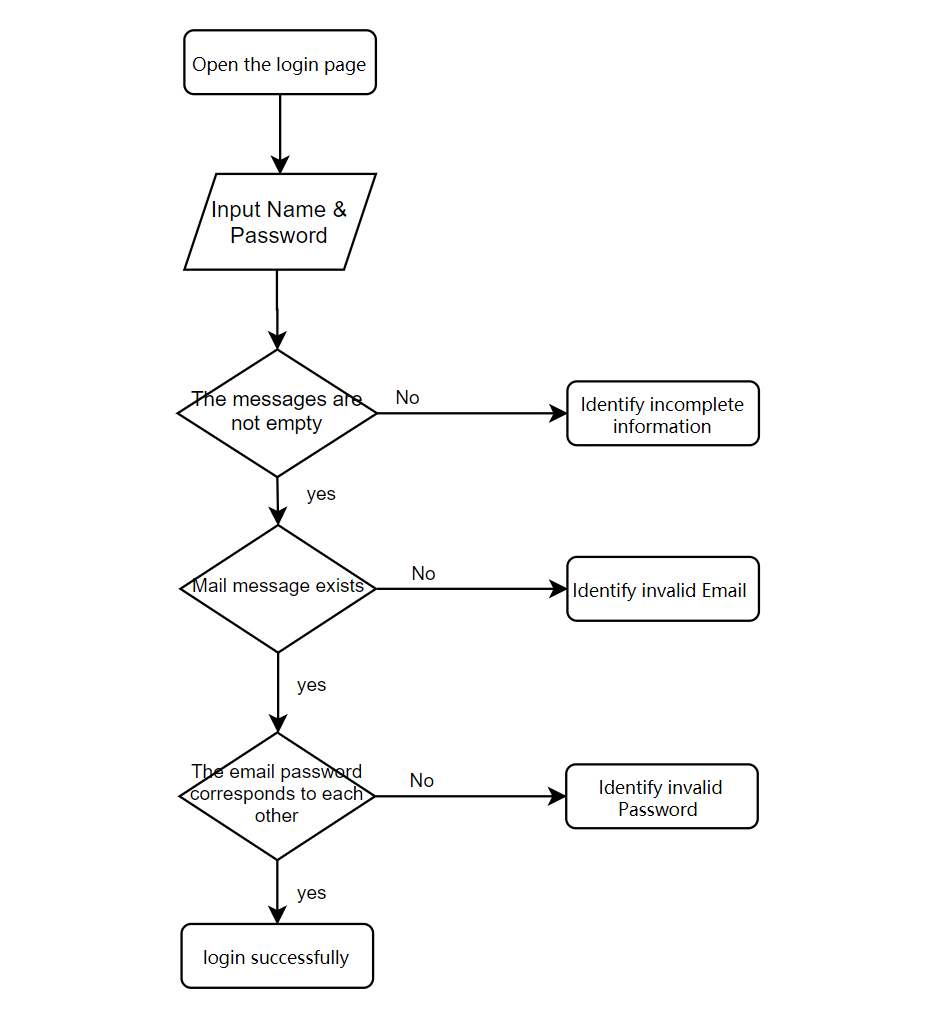 Open the login page
Input Name &
Password
The messages are
not empty
No
Identify incomplete
information
yes
Mail message exists
No
Identify invalid Email
yes
The email password
corresponds to each
other
No
Identify invalid
Password
yes
login successfully